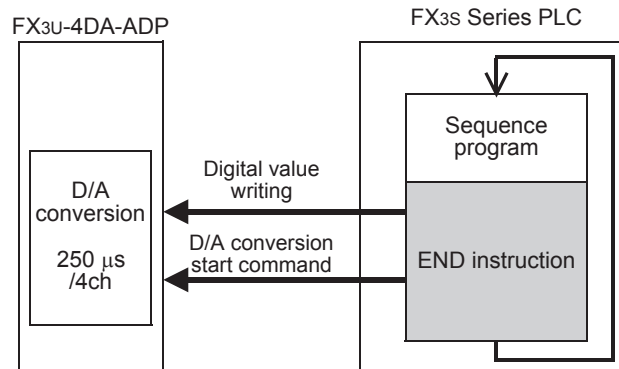 FX3U-4DA-ADP
FX3S Series PLC
Sequence
program
D/A
conversion
250 μs
/4ch
Digital value
writing
D/A conversion
start command
END instruction